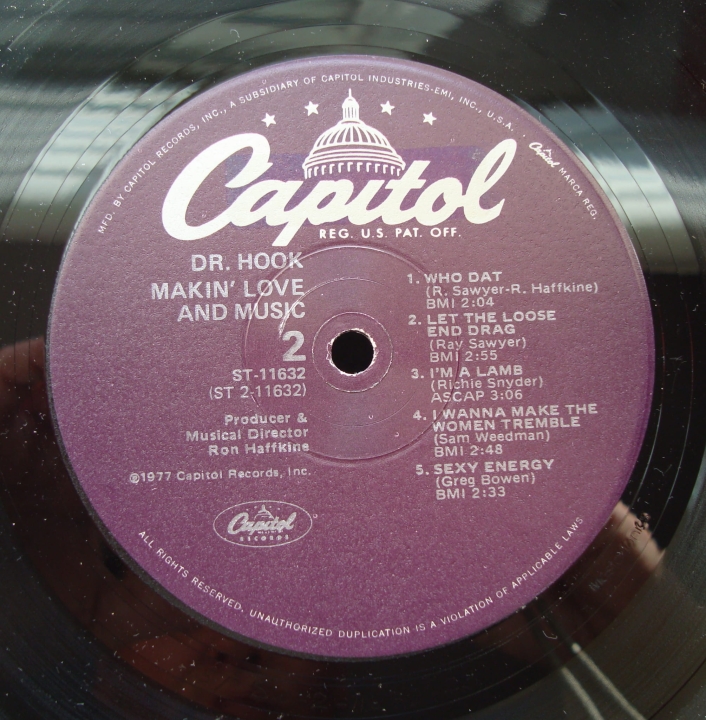 MFD. BY CAPITOL RECORDS, INC., A SUBSIDIARY OF CAPITOL INDUSTRIES-EMI, INC., U.S.A. · Capitol MARCA REG.
Capitol
REG. U.S. PAT. OFF.
DR. HOOK
MAKIN' LOVE
AND MUSIC
2
ST-11632
(ST 2-11632)
Producer &
Musical Director
Ron Haffkine
℗1977 Capitol Records, Inc.
Capitol
RECORDS
1. WHO DAT
(R. Sawyer-R. Haffkine)
BMI 2:04
2. LET THE LOOSE
END DRAG
(Ray Sawyer)
BMI 2:55
3. I'M A LAMB
(Richie Snyder)
ASCAP 3:06
4. I WANNA MAKE THE
WOMEN TREMBLE
(Sam Weedman)
BMI 2:48
5. SEXY ENERGY
(Greg Bowen)
BMI 2:33
ALL RIGHTS RESERVED. UNAUTHORIZED DUPLICATION IS A VIOLATION OF APPLICABLE LAWS